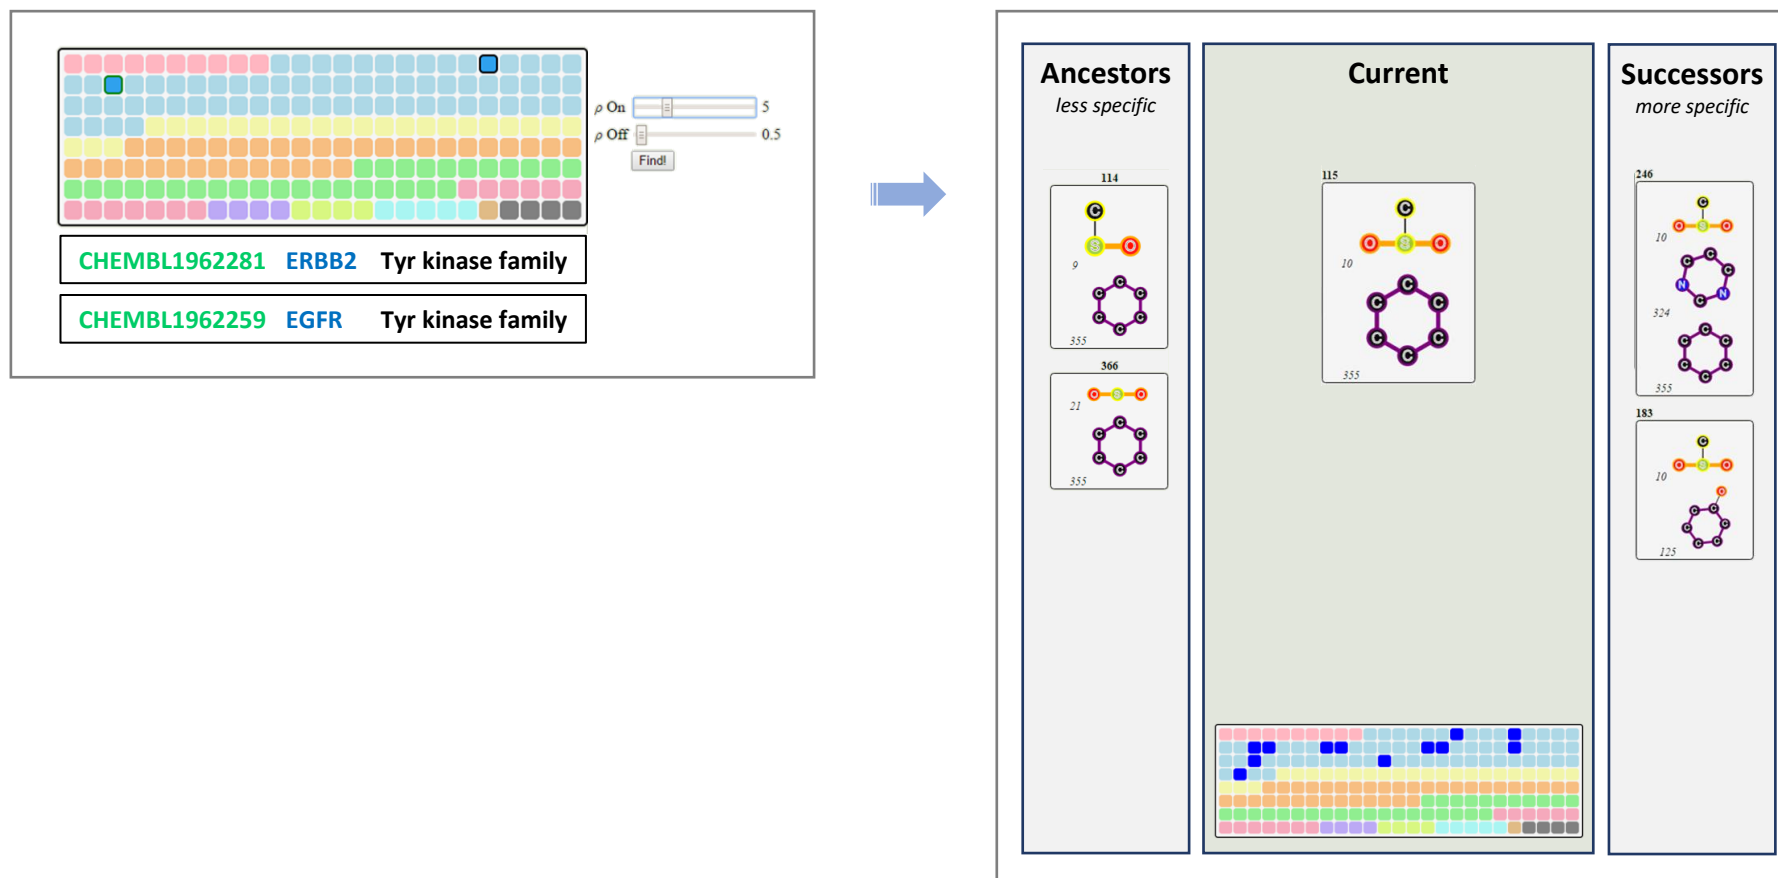 ρ On 5
ρ Off 0.5
Find!
CHEMBL1962281 ERBB2 Tyr kinase family
CHEMBL1962259 EGFR Tyr kinase family
Ancestors
less specific
114
C
S O
9
C
C C
C C
C
355
366
O S O
21
C
C C
C C
C
355
Current
115
C
O S O
10
C
C C
C C
C
355
Successors
more specific
246
C
O S O
10
C
C C
N N
C
324
C
C C
C C
C
355
183
C
O S O
10
O
C C
C C
C C
125